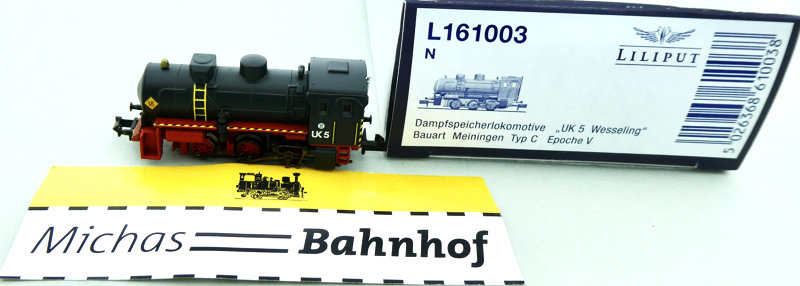 L161003
N
LILIPUT
Dampfspeicherlokomotive „UK 5 Wesseling"
Bauart Meiningen Typ C Epoche V
5 026368 610038
UK 5
Michas Bahnhof